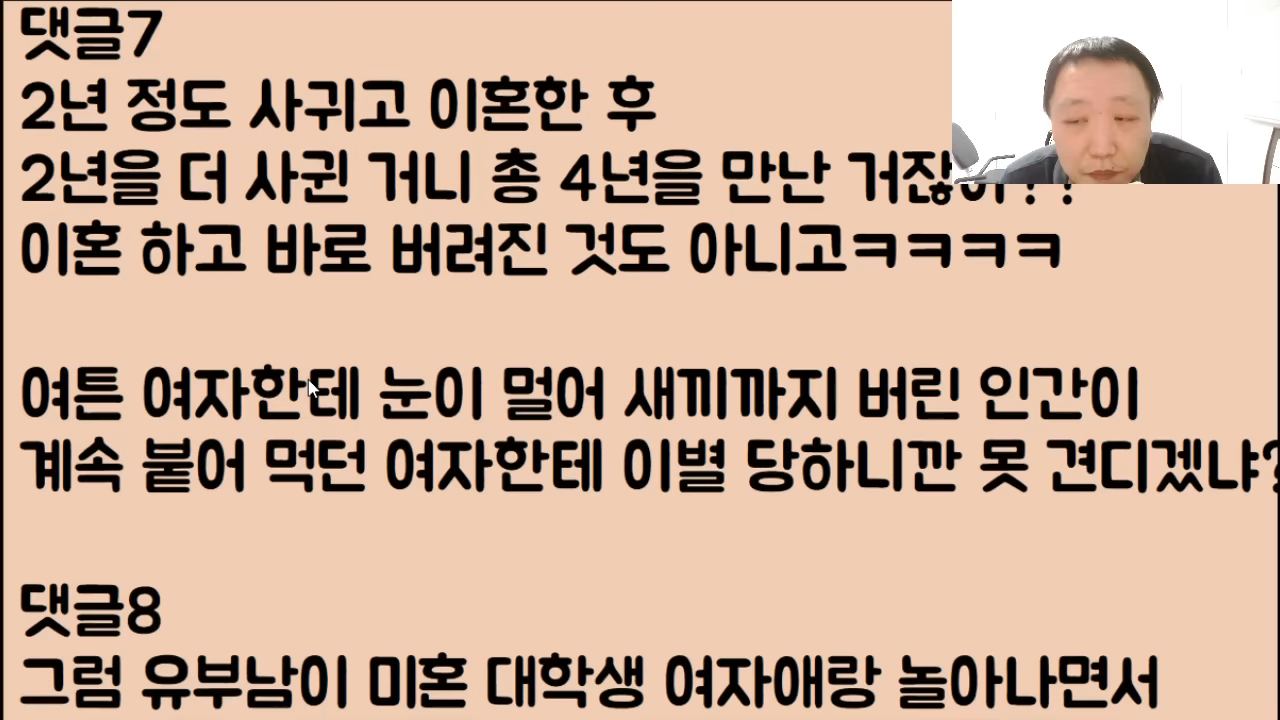 댓글7
2년 정도 사귀고 이혼한 후
2년을 더 사귄 거니 총 4년을 만난
이혼 하고 바로 버려진 것도 아니고ㅋㅋㅋㅋ
여튼 여자한테 눈이 멀어 새끼까지 버린 인간이
계속 붙어 먹던 여자한테 이별 당하니깐 못 견디겠냐?
댓글8
그럼 유부남이 미혼 대학생 여자애랑 놀아나면서